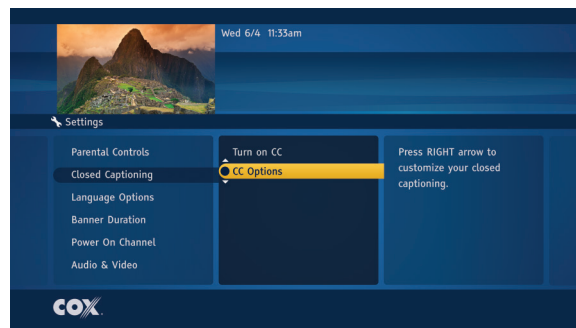 Wed 6/4 11:33am
Settings
Parental Controls
Closed Captioning
Language Options
Banner Duration
Power On Channel
Audio & Video
Turn on CC
CC Options
Press RIGHT arrow to
customize your closed
captioning.
COX